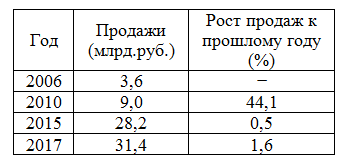 Год Продажи (млрд.руб.) Рост продаж к прошлому году (%)
2006 3,6 –
2010 9,0 44,1
2015 28,2 0,5
2017 31,4 1,6